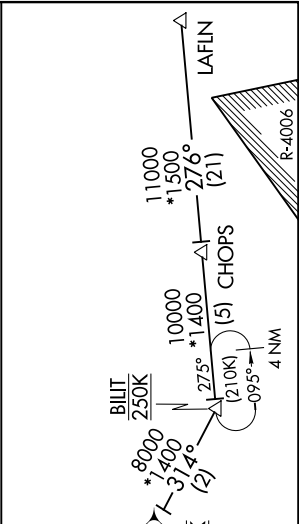 LAFLN
R-4006
11000
*1500
276°
(21)
CHOPS
10000
*1400
(5)
275°
(210K)
095°
4 NM
BILIT
250K
8000
*1400
314°
(2)